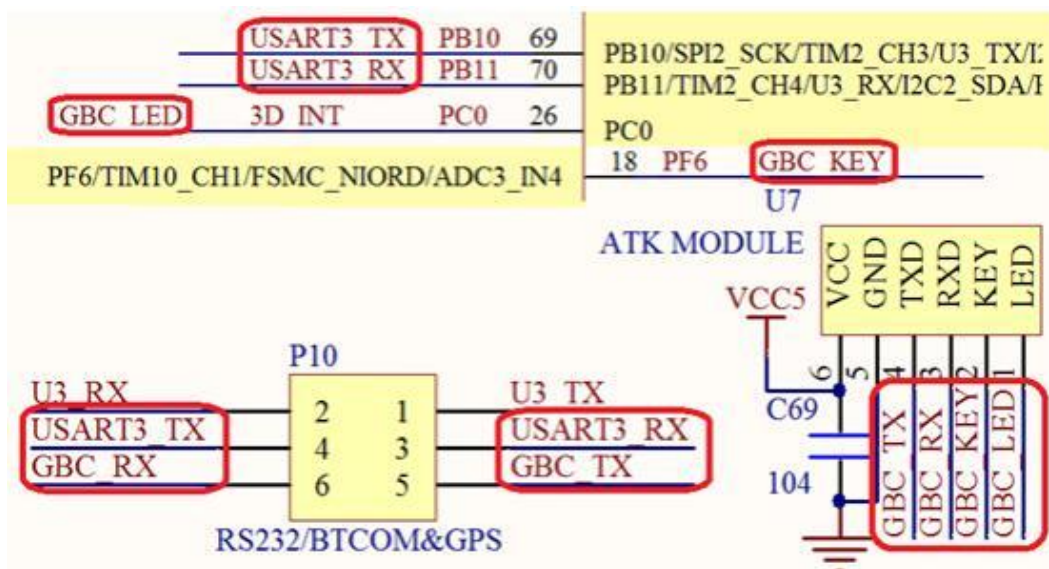 USART3_TX PB10 69
USART3_RX PB11 70
GBC_LED 3D_INT PC0 26
PB10/SPI2_SCK/TIM2_CH3/U3_TX/
PB11/TIM2_CH4/U3_RX/I2C2_SDA/
PC0
PF6/TIM10_CH1/FSMC_NIORD/ADC3_IN4
18 PF6 GBC_KEY
U7
ATK MODULE
VCC GND TXD RXD KEY LED
VCC5
6 5 4 3 2 1
C69
104
GBC_TX GBC_RX GBC_KEY GBC_LED
P10
U3_RX 2 1 U3_TX
USART3_TX 4 3 USART3_RX
GBC_RX 6 5 GBC_TX
RS232/BTCOM&GPS